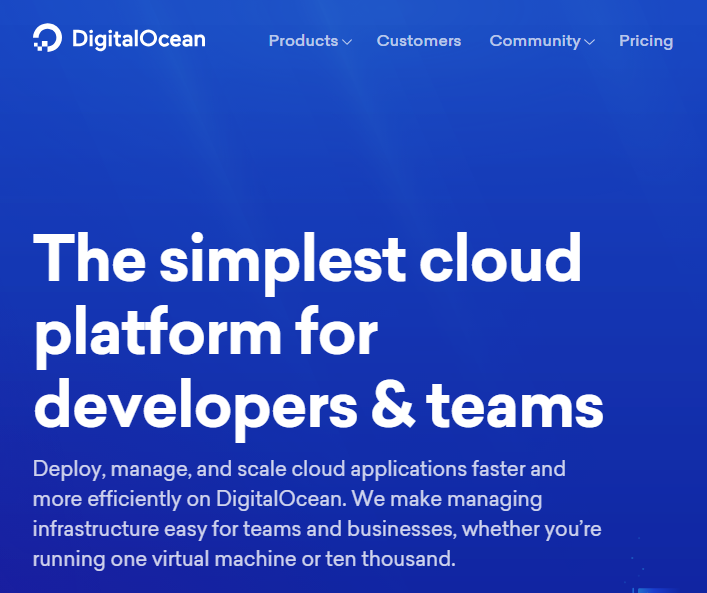 DigitalOcean
Products Customers Community Pricing
The simplest cloud
platform for
developers & teams
Deploy, manage, and scale cloud applications faster and
more efficiently on DigitalOcean. We make managing
infrastructure easy for teams and businesses, whether you’re
running one virtual machine or ten thousand.